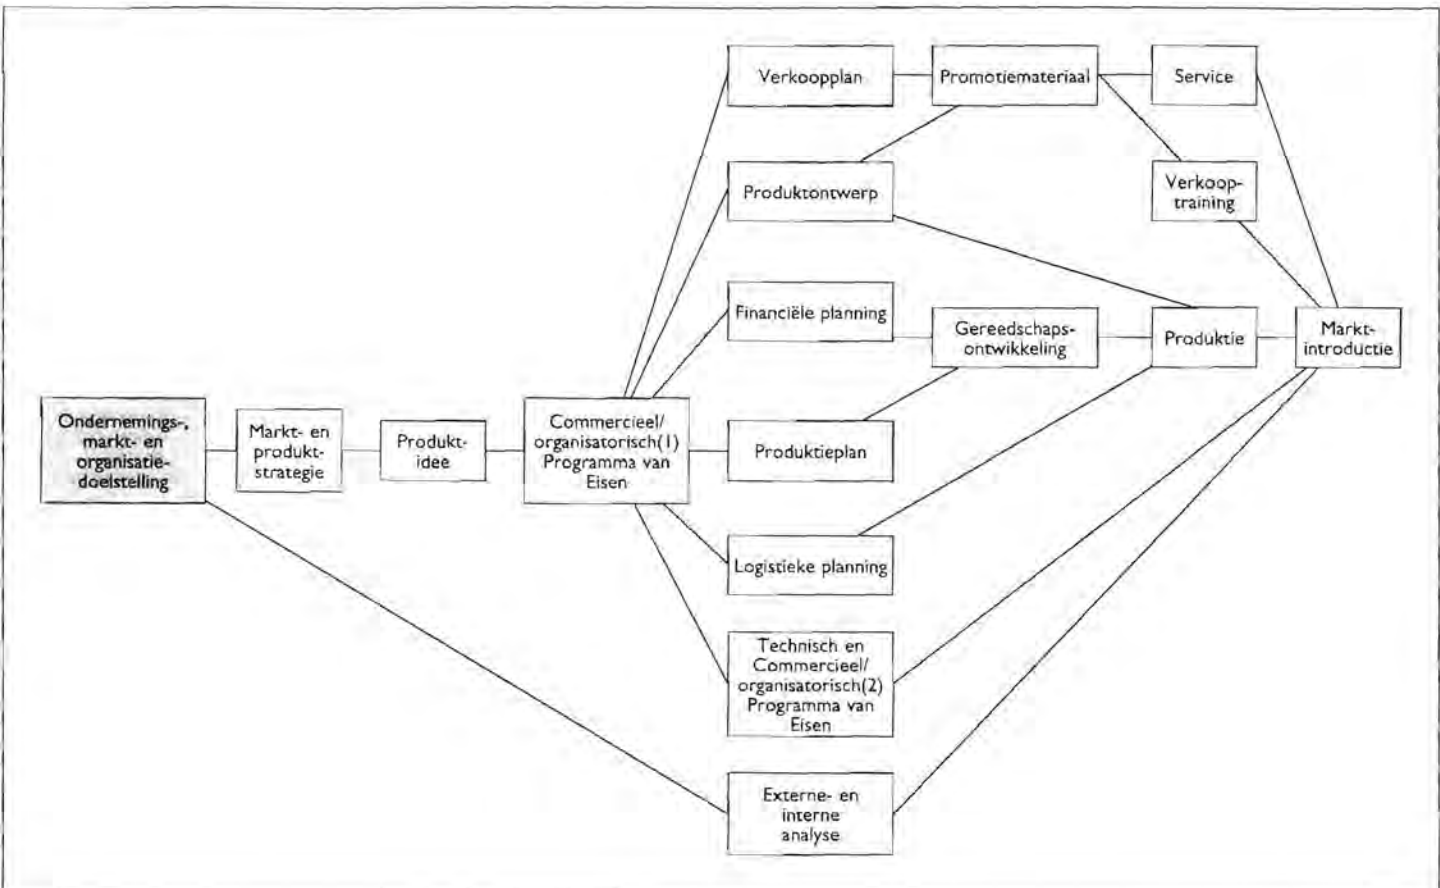 Verkoopplan
Promotiemateriaal
Service
Produktontwerp
Verkoop-
training
Financiële planning
Gereedschaps-
ontwikkeling
Produktie
Markt-
introductie
Ondernemings-,
markt- en
organisatie-
doelstelling
Markt- en
produkt-
strategie
Produkt-
idee
Commercieel/
organisatorisch(1)
Programma van
Eisen
Produktieplan
Logistieke planning
Technisch en
Commercieel/
organisatorisch(2)
Programma van
Eisen
Externe- en
interne
analyse